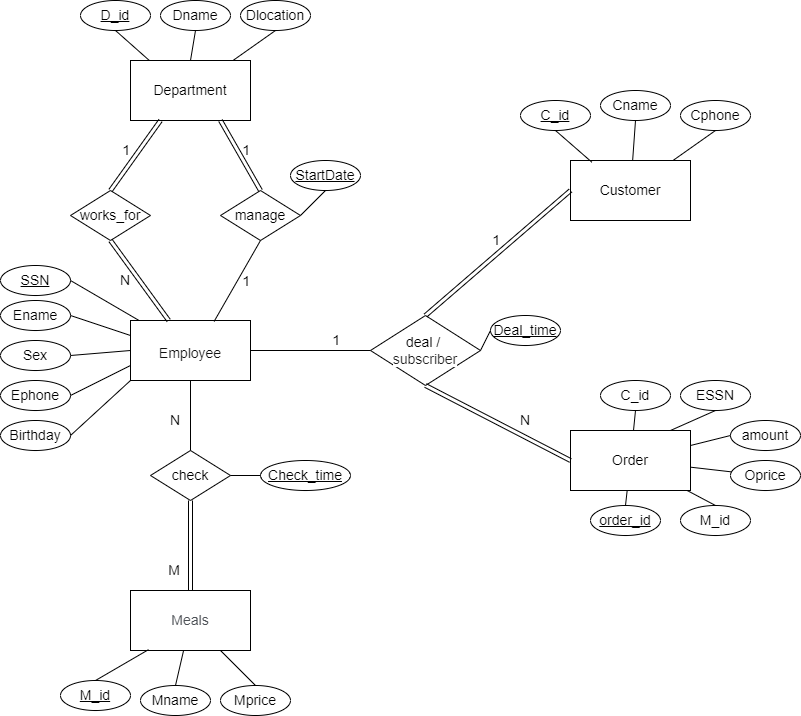 D_id
Dname
Dlocation
Department
C_id
Cname
Cphone
1
1
StartDate
Customer
works_for
manage
1
SSN
N
1
Ename
Deal_time
1
deal /
subscriber
Employee
Sex
Ephone
C_id
ESSN
N
N
Birthday
amount
Order
check
Check_time
Oprice
order_id
M_id
M
Meals
M_id
Mname
Mprice